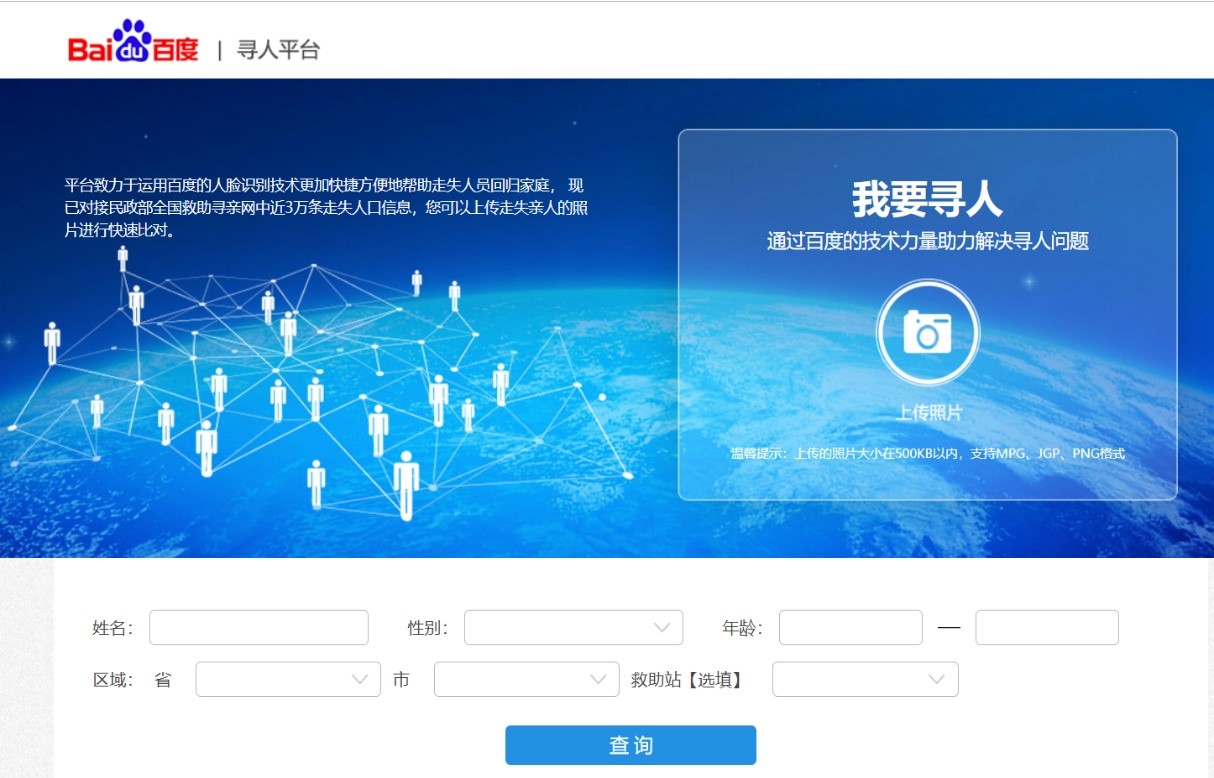 Baidu百度 | 寻人平台
平台致力于运用百度的人脸识别技术更加快捷方便地帮助走失人员回归家庭， 现
已对接民政部全国救助寻亲网中近3万条走失人口信息，您可以上传走失亲人的照
片进行快速比对。
我要寻人
通过百度的技术力量助力解决寻人问题
上传照片
温馨提示：上传的照片大小在500KB以内，支持MPG、JGP、PNG格式
姓名： 性别： 年龄： —
区域： 省 市 救助站【选填】
查询